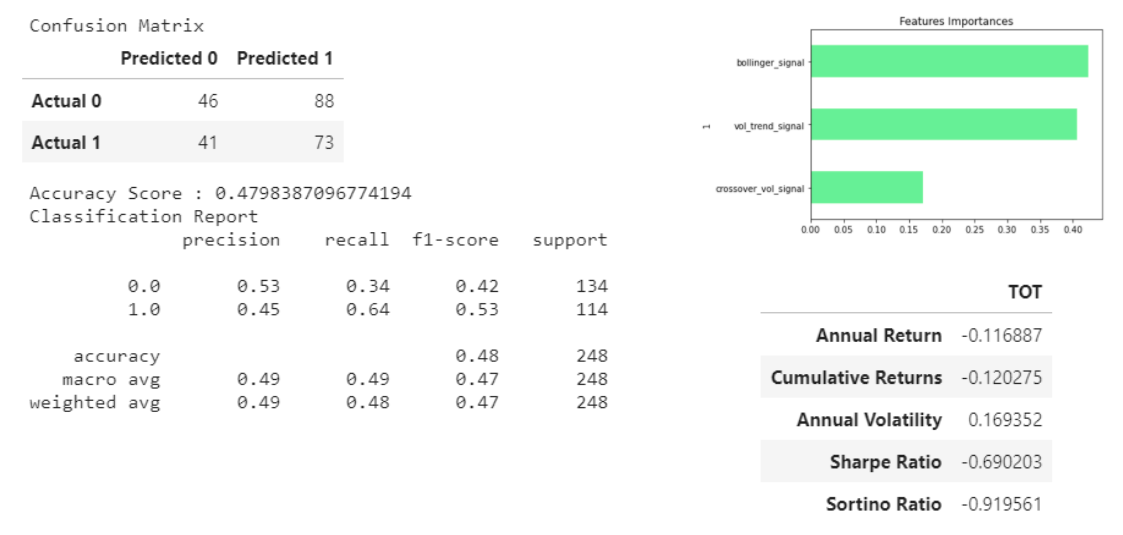 Confusion Matrix
Predicted 0 Predicted 1
Actual 0 46 88
Actual 1 41 73
Accuracy Score : 0.4798387096774194
Classification Report
precision recall f1-score support
0.0 0.53 0.34 0.42 134
1.0 0.45 0.64 0.53 114
accuracy 0.48 248
macro avg 0.49 0.49 0.47 248
weighted avg 0.49 0.48 0.47 248
Features Importances
bollinger_signal
1
vol_trend_signal
crossover_vol_signal
0.00 0.05 0.10 0.15 0.20 0.25 0.30 0.35 0.40
TOT
Annual Return -0.116887
Cumulative Returns -0.120275
Annual Volatility 0.169352
Sharpe Ratio -0.690203
Sortino Ratio -0.919561